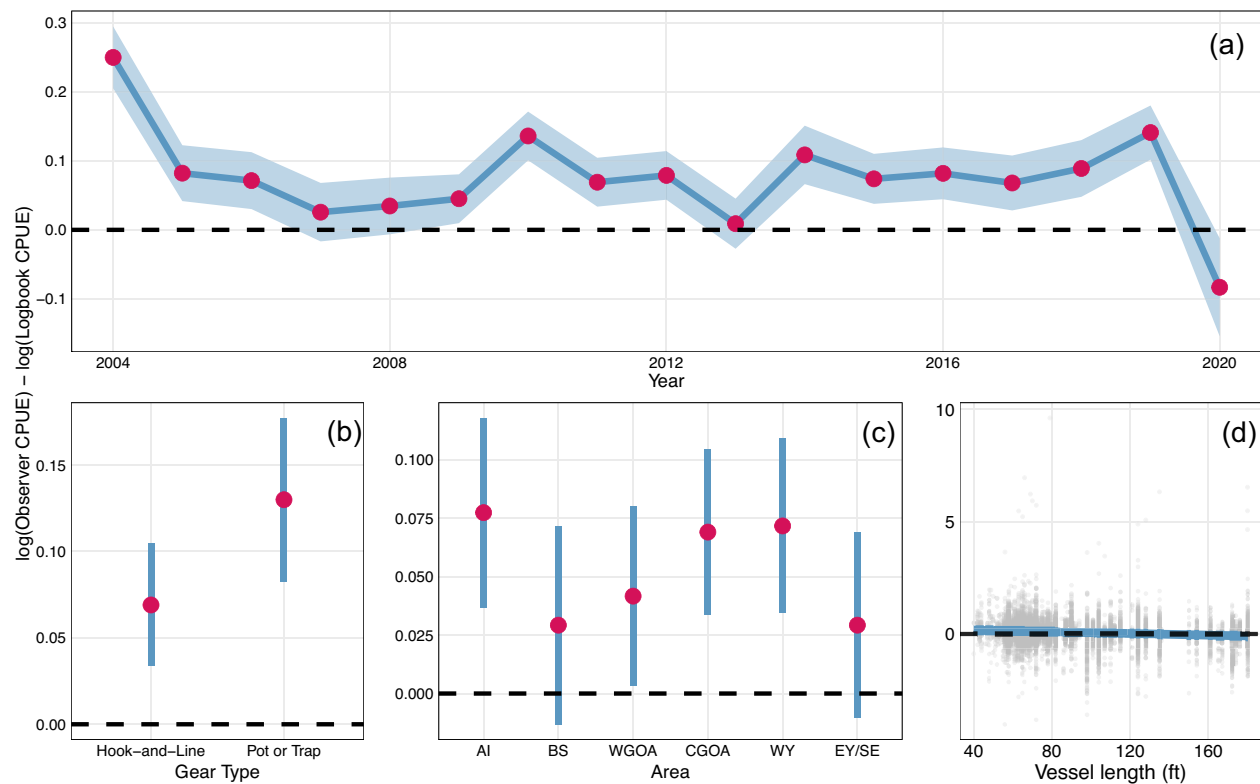 log(Observer CPUE) − log(Logbook CPUE)
(a)
0.3
0.2
0.1
0.0
−0.1
2004 2008 2012 2016 2020
Year
(b)
0.15
0.10
0.05
0.00
Hook−and−Line Pot or Trap
Gear Type
(c)
0.100
0.075
0.050
0.025
0.000
AI BS WGOA CGOA WY EY/SE
Area
(d)
10
5
0
40 80 120 160
Vessel length (ft)